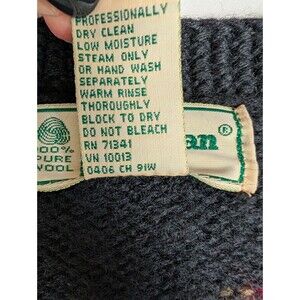 PROFESSIONALLY
DRY CLEAN
LOW MOISTURE
STEAM ONLY
OR HAND WASH
SEPARATELY
WARM RINSE
THOROUGHLY
BLOCK TO DRY
DO NOT BLEACH
RN 71341
VN 10013
0406 CH 91W
100%
PURE
WOOL
an®